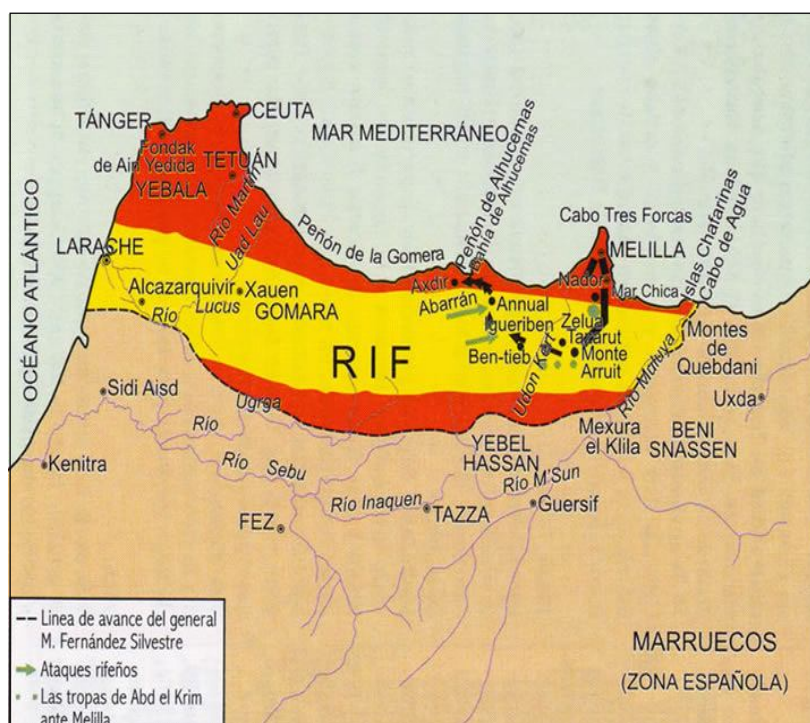 CEUTA
TÁNGER
MAR MEDITERRÁNEO
Fondak
de Ain Yedida
TETUÁN
YEBALA
Río Martín
Uad Lau
Peñón de Alhucemas
Bahía de Alhucemas
Cabo Tres Forcas
Islas Chafarinas
Cabo de Agua
OCÉANO ATLÁNTICO
LARACHE
Peñón de la Gomera
MELILLA
Axdir
Nador
Mar Chica
Alcazarquivir
Xauen
Abarrán
Annual
Río
Lucus
GOMARA
Igueriben
Zelua
Taxarut
Montes
de
Quebdani
RIF
Ben-tieb
Monte
Arruit
Udon Kert
Río Muluya
Sidi Aisd
Uxda
Río
Ugrga
Mexura
el Klila
BENI
SNASSEN
YEBEL
HASSAN
Kenitra
Río
Sebu
Río M'Sun
Río Inaquen
TAZZA
Guersif
FEZ
Linea de avance del general
M. Fernández Silvestre
Ataques rifeños
Las tropas de Abd el Krim
ante Melilla
MARRUECOS
(ZONA ESPAÑOLA)